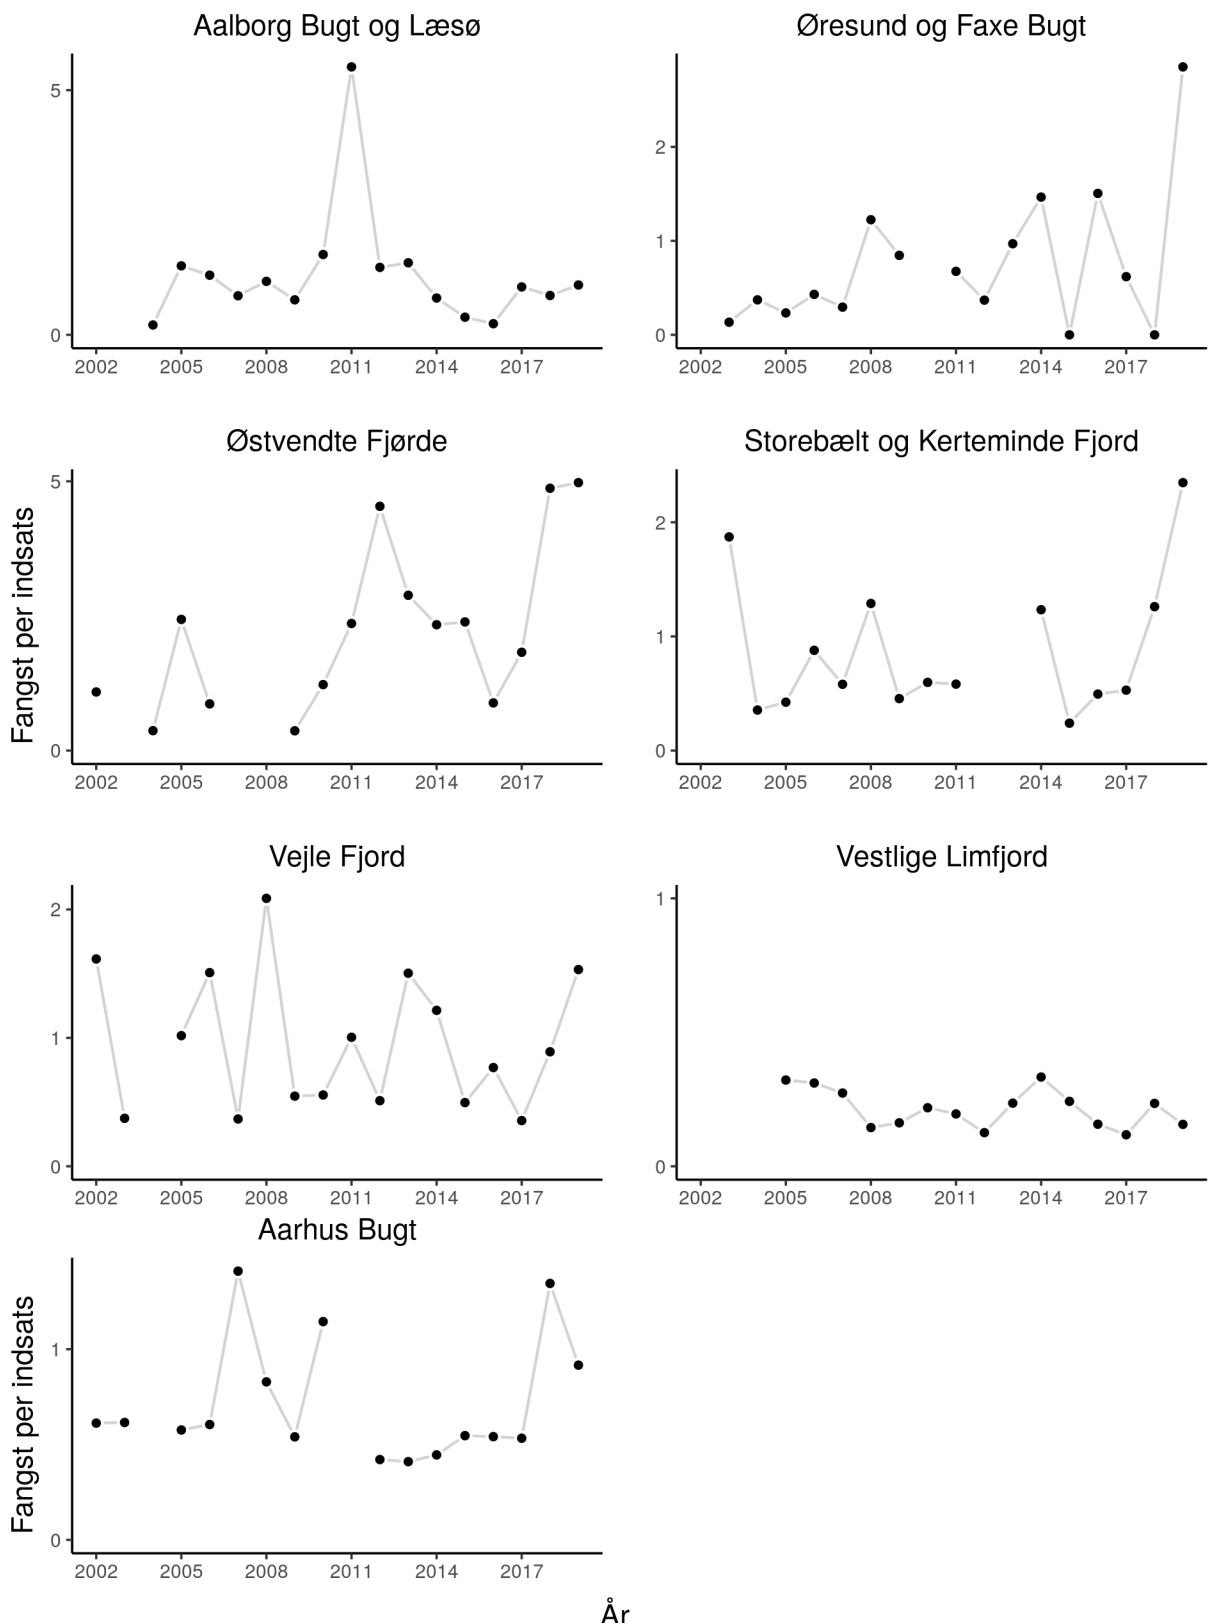 Aalborg Bugt og Læsø
5
0
2002 2005 2008 2011 2014 2017
Øresund og Faxe Bugt
2
1
0
2002 2005 2008 2011 2014 2017
Fangst per indsats
Østvendte Fjørde
5
0
2002 2005 2008 2011 2014 2017
Storebælt og Kerteminde Fjord
2
1
0
2002 2005 2008 2011 2014 2017
Vejle Fjord
2
1
0
2002 2005 2008 2011 2014 2017
Vestlige Limfjord
1
0
2002 2005 2008 2011 2014 2017
Fangst per indsats
Aarhus Bugt
1
0
2002 2005 2008 2011 2014 2017
År